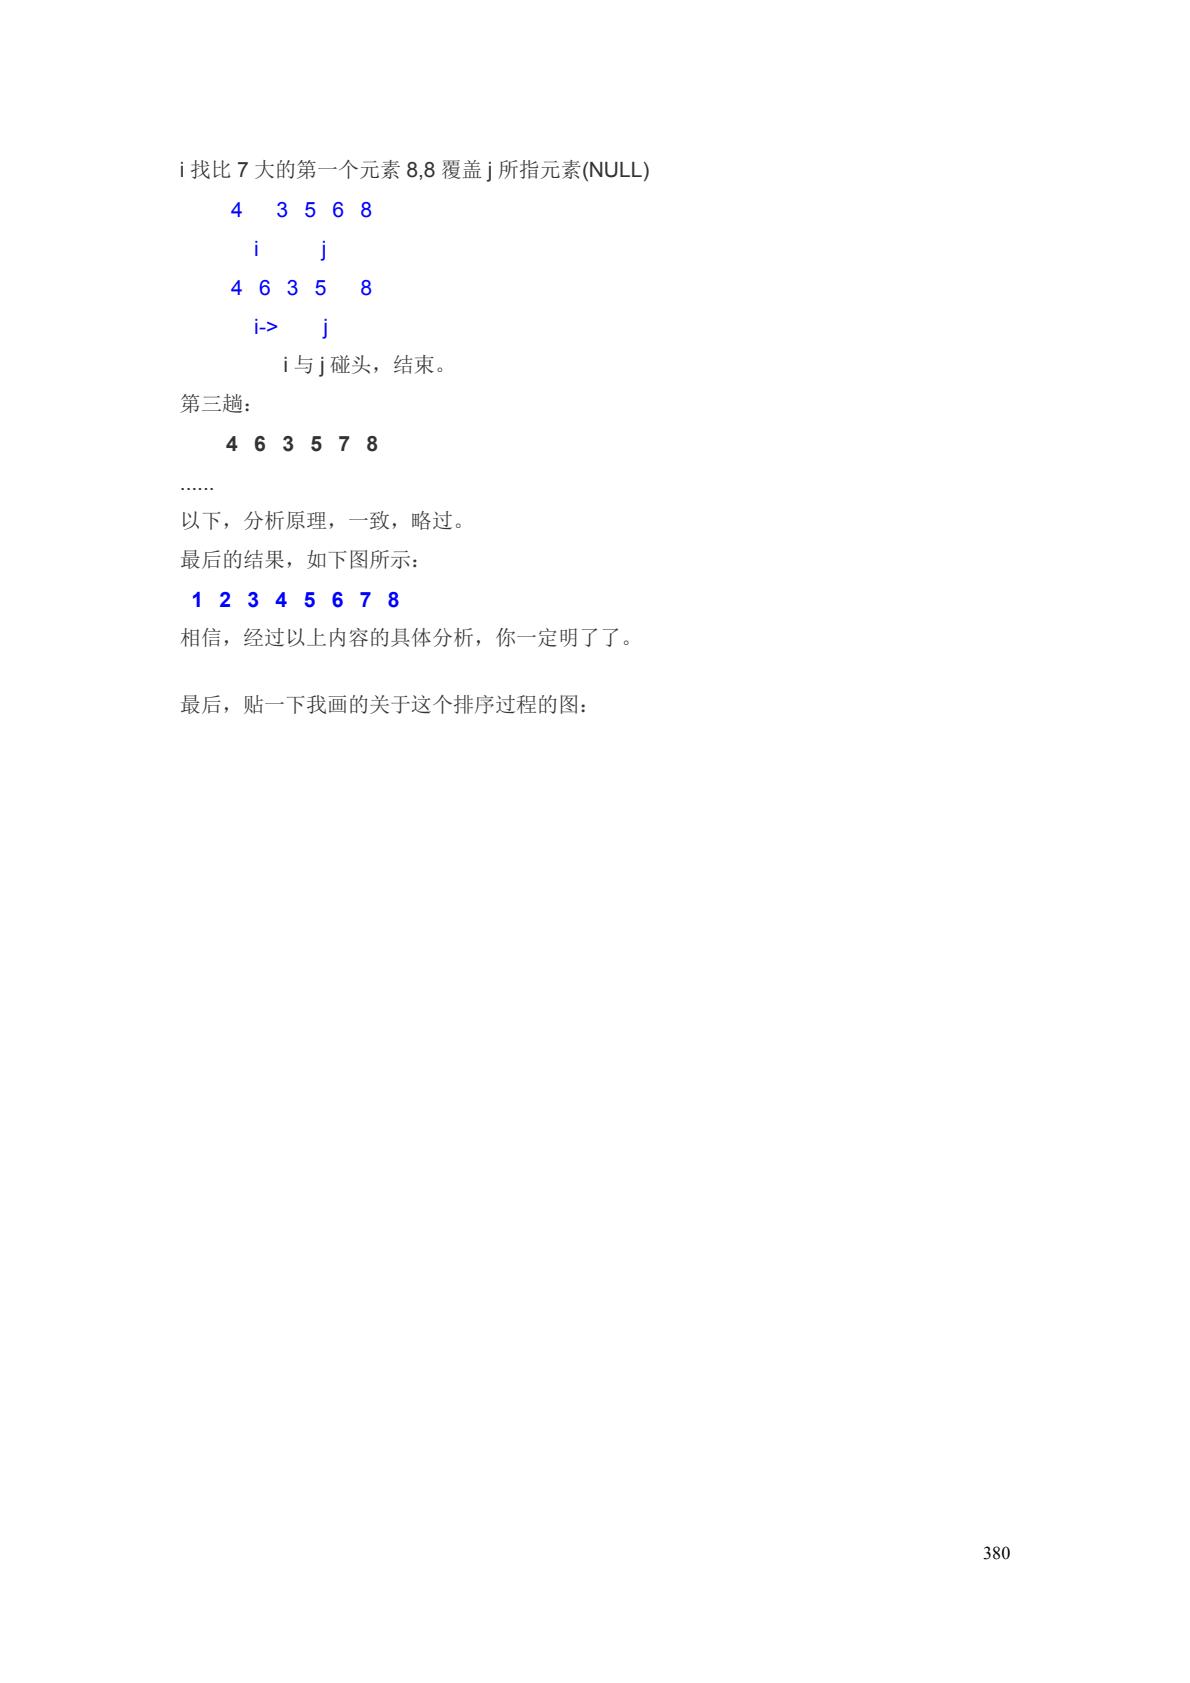 i 找比 7 大的第一个元素 8,8 覆盖 j 所指元素(NULL)
4 3 5 6 8
i j
4 6 3 5 8
i-> j
i 与 j 碰头，结束。
第三趟：
4 6 3 5 7 8
......
以下，分析原理，一致，略过。
最后的结果，如下图所示：
1 2 3 4 5 6 7 8
相信，经过以上内容的具体分析，你一定明了了。
最后，贴一下我画的关于这个排序过程的图：
380